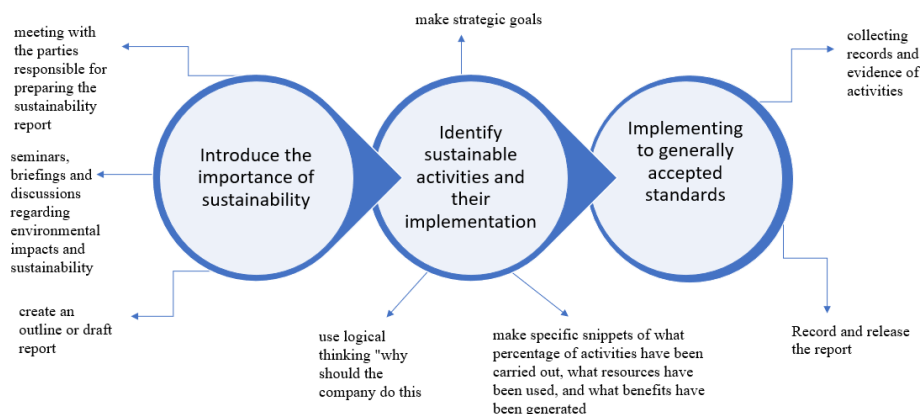 meeting with
the parties
responsible for
preparing the
sustainability
report
seminars,
briefings and
discussions
regarding
environmental
impacts and
sustainability
create an
outline or draft
report
Introduce the
importance of
sustainability
make strategic goals
Identify
sustainable
activities and
their
implementation
use logical
thinking "why
should the
company do this
make specific snippets of what
percentage of activities have been
carried out, what resources have
been used, and what benefits have
been generated
Implementing
to generally
accepted
standards
collecting
records and
evidence of
activities
Record and release
the report